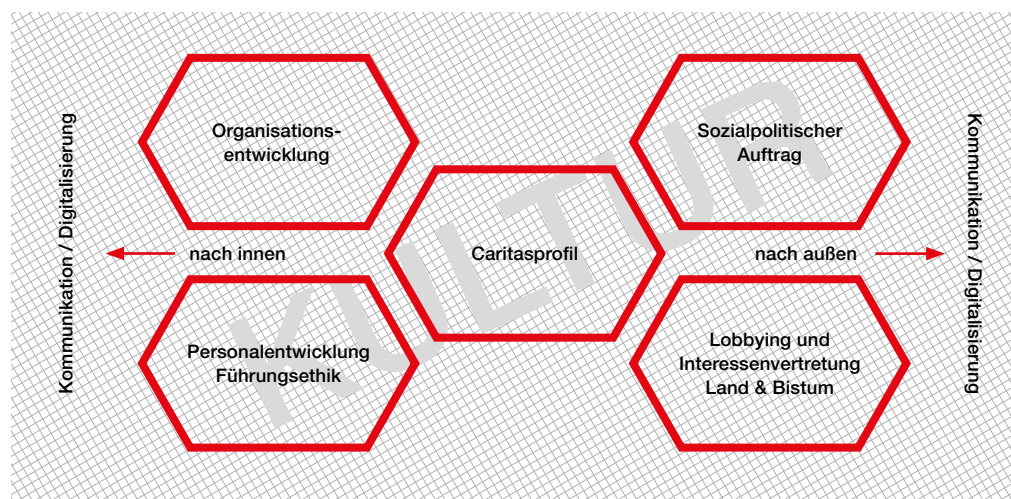 Kommunikation / Digitalisierung
Organisations-
entwicklung
nach innen
Personalentwicklung
Führungsethik
Caritasprofil
KULTUR
Sozialpolitischer
Auftrag
nach außen
Lobbying und
Interessenvertretung
Land & Bistum
Kommunikation / Digitalisierung